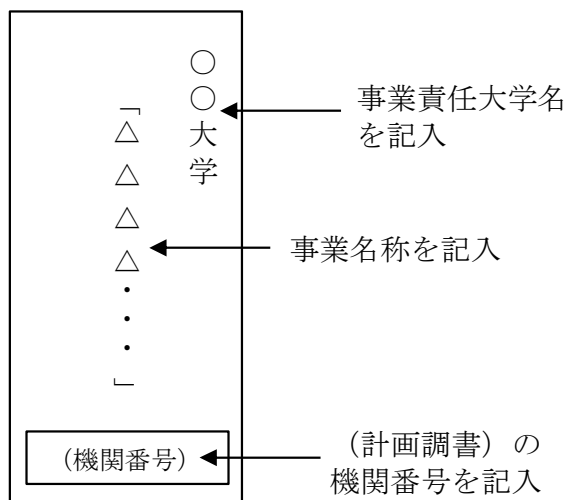 ○○大学
「△△△△・・・」
(機関番号)
事業責任大学名
を記入
事業名称を記入
(計画調書)の
機関番号を記入